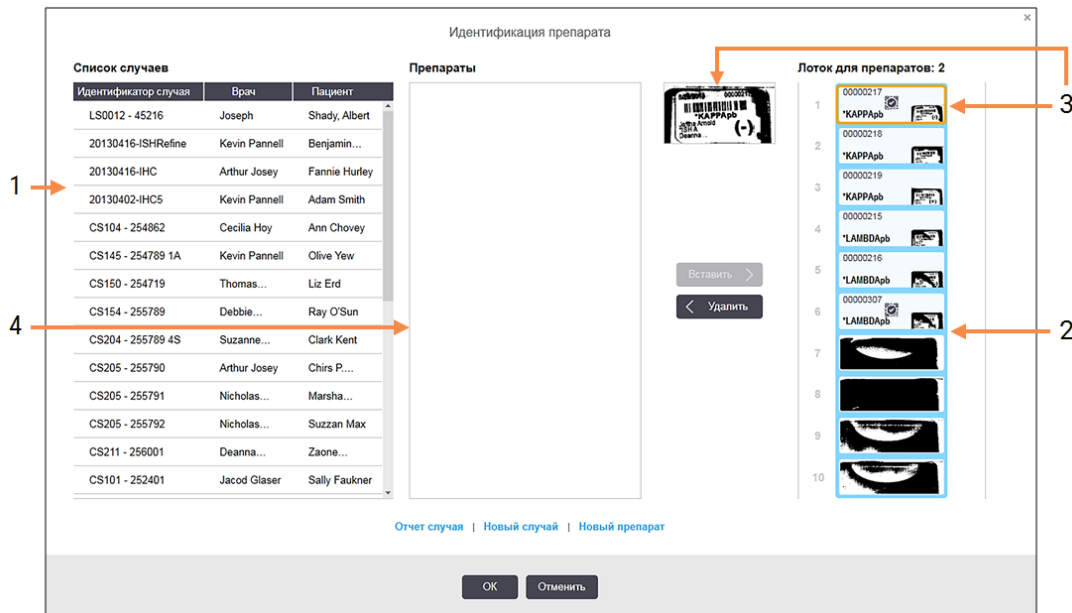 ×
Идентификация препарата
Список случаев
Препараты
Лоток для препаратов: 2
Идентификатор случая Врач Пациент
LS0012 - 45216 Joseph Shady, Albert
20130416-ISHRefine Kevin Pannell Benjamin…
20130416-IHC Arthur Josey Fannie Hurley
20130402-IHC5 Kevin Pannell Adam Smith
CS104 - 254862 Cecilia Hoy Ann Chovey
CS145 - 254789 1A Kevin Pannell Olive Yew
CS150 - 254719 Thomas… Liz Erd
CS154 - 255789 Debbie… Ray O'Sun
CS204 - 255789 4S Suzanne… Clark Kent
CS205 - 255790 Arthur Josey Chirs P....
CS205 - 255791 Nicholas… Marsha…
CS205 - 255792 Nicholas… Suzzan Max
CS211 - 256001 Deanna… Zaone…
CS101 - 252401 Jacod Glaser Sally Faukner
*KAPPApb
Arnold
ISH A
Deanna...
(-)
Вставить >
< Удалить
1 00000217
*KAPPApb
2 00000218
*KAPPApb
3 00000219
*KAPPApb
4 00000215
*LAMBDApb
5 00000216
*LAMBDApb
6 00000307
*LAMBDApb
7
8
9
10
Отчет случая | Новый случай | Новый препарат
OK Отменить
1
4
3
2